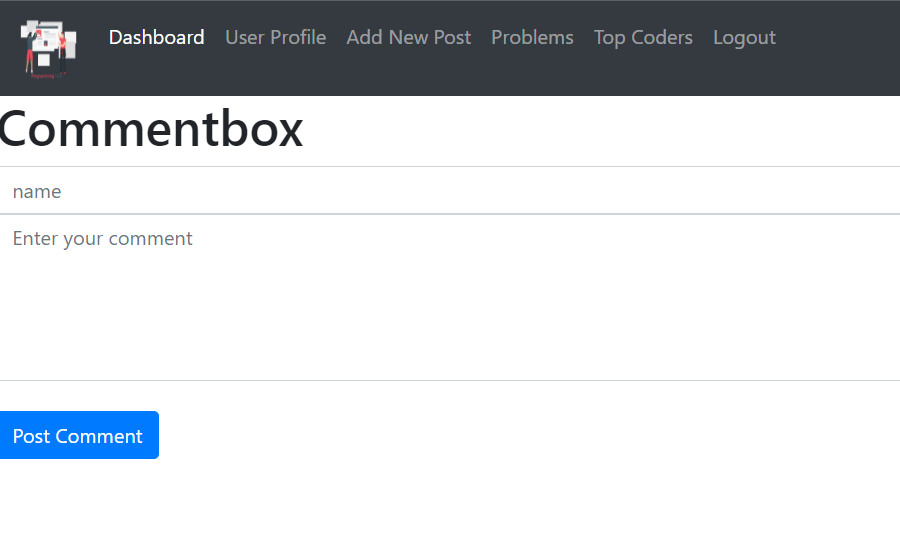 Dashboard User Profile Add New Post Problems Top Coders Logout
Commentbox
name
Enter your comment
Post Comment